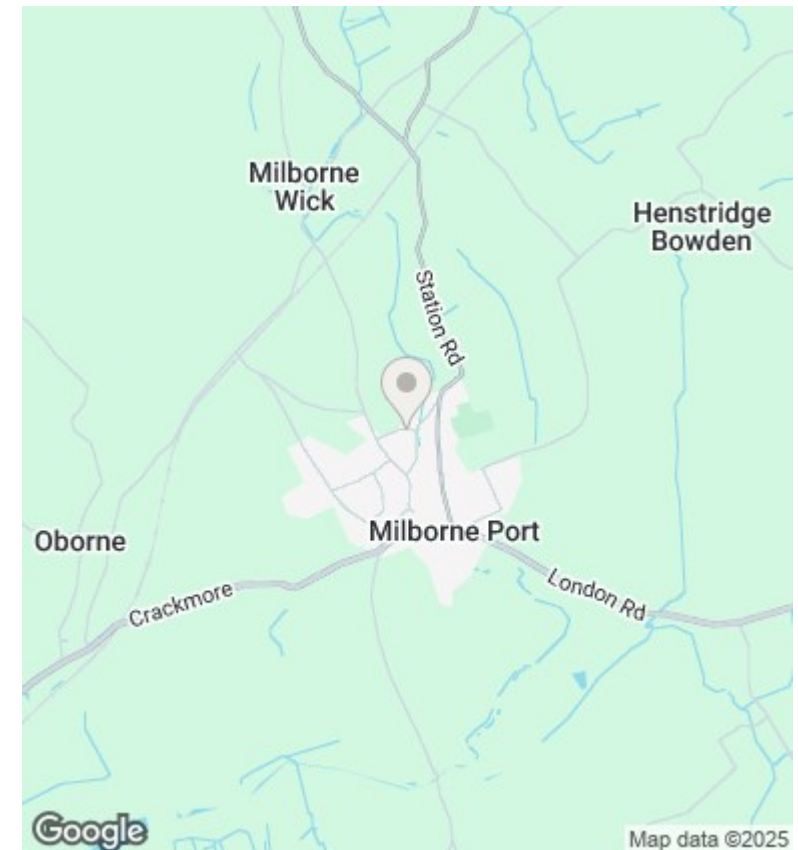 Milborne
Wick
Henstridge
Bowden
Station Rd
Milborne Port
Oborne
Crackmore
London Rd
Google
Map data ©2025